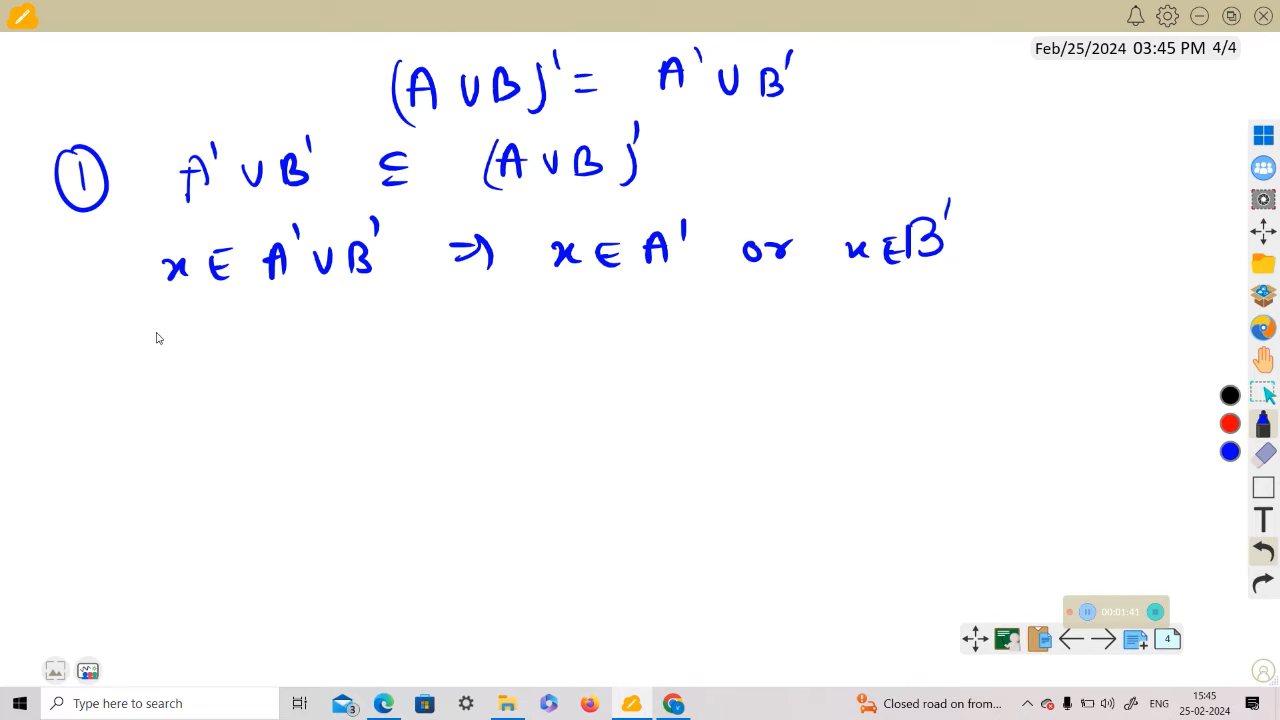 Feb/25/2024 03:45 PM 4/4
(A ∪ B)' = A' ∪ B'
① A' ∪ B' ⊆ (A ∪ B)'
x ∈ A' ∪ B' ⇒ x ∈ A' or x ∈ B'
T
00:01:41
4
3
Type here to search
Closed road on from...
ENG
15:45
25-02-2024